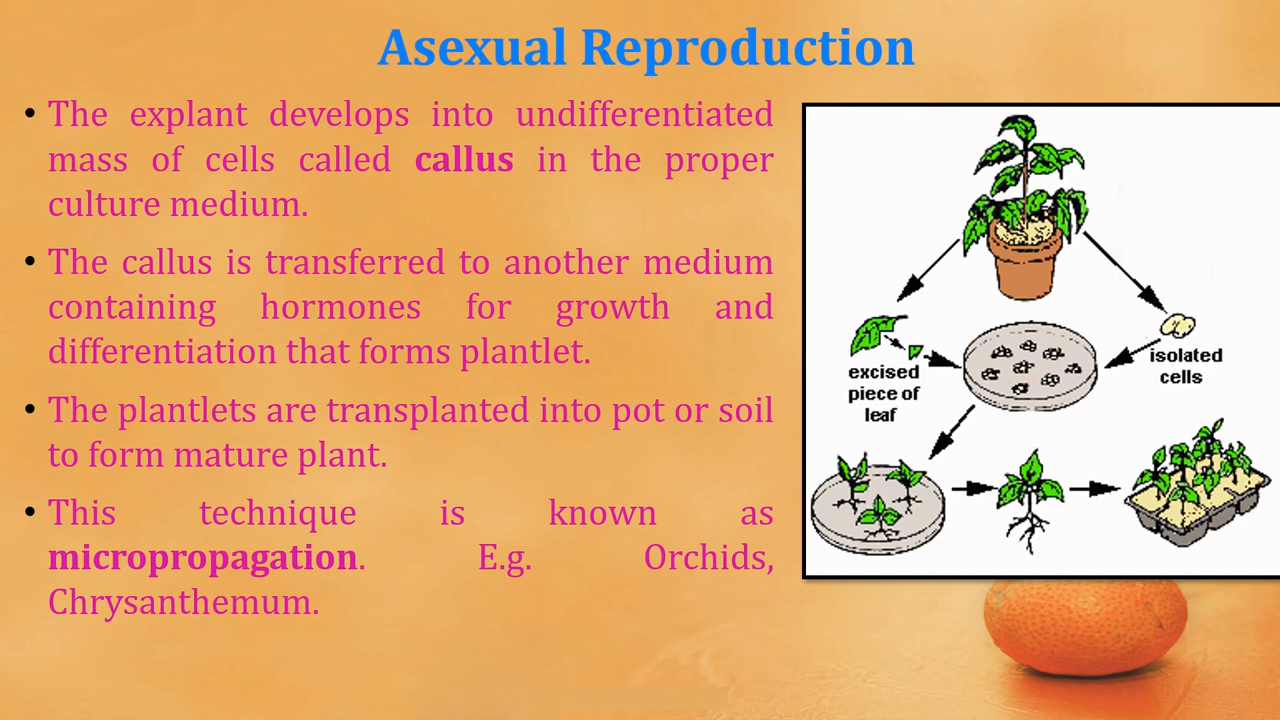 Asexual Reproduction
• The explant develops into undifferentiated
mass of cells called callus in the proper
culture medium.
• The callus is transferred to another medium
containing hormones for growth and
differentiation that forms plantlet.
• The plantlets are transplanted into pot or soil
to form mature plant.
• This technique is known as
micropropagation. E.g. Orchids,
Chrysanthemum.
excised
piece of
leaf
isolated
cells